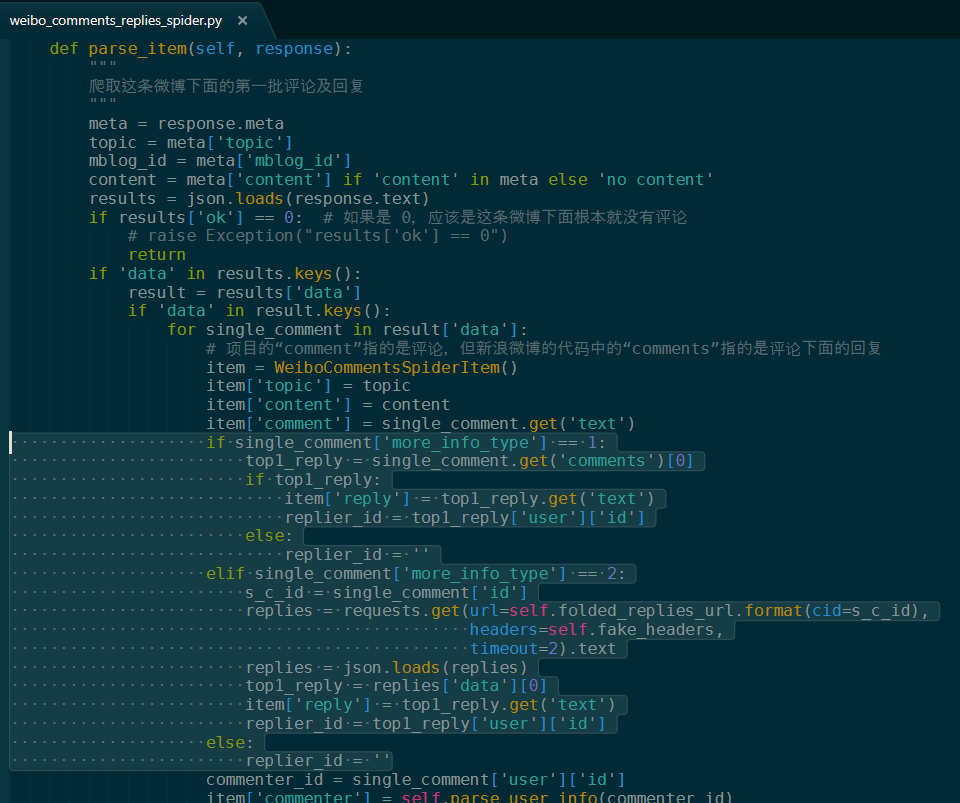 weibo_comments_replies_spider.py ×
def parse_item(self, response):
"""
爬取这条微博下面的第一批评论及回复
"""
meta = response.meta
topic = meta['topic']
mblog_id = meta['mblog_id']
content = meta['content'] if 'content' in meta else 'no content'
results = json.loads(response.text)
if results['ok'] == 0:  # 如果是 0，应该是这条微博下面根本就没有评论
# raise Exception("results['ok'] == 0")
return
if 'data' in results.keys():
result = results['data']
if 'data' in result.keys():
for single_comment in result['data']:
# 项目的“comment”指的是评论，但新浪微博的代码中的“comments”指的是评论下面的回复
item = WeiboCommentsSpiderItem()
item['topic'] = topic
item['content'] = content
item['comment'] = single_comment.get('text')
if single_comment['more_info_type'] == 1:
top1_reply = single_comment.get('comments')[0]
if top1_reply:
item['reply'] = top1_reply.get('text')
replier_id = top1_reply['user']['id']
else:
replier_id = ''
elif single_comment['more_info_type'] == 2:
s_c_id = single_comment['id']
replies = requests.get(url=self.folded_replies_url.format(cid=s_c_id),
headers=self.fake_headers,
timeout=2).text
replies = json.loads(replies)
top1_reply = replies['data'][0]
item['reply'] = top1_reply.get('text')
replier_id = top1_reply['user']['id']
else:
replier_id = ''
commenter_id = single_comment['user']['id']
item['commenter'] = self.parse_user_info(commenter_id)